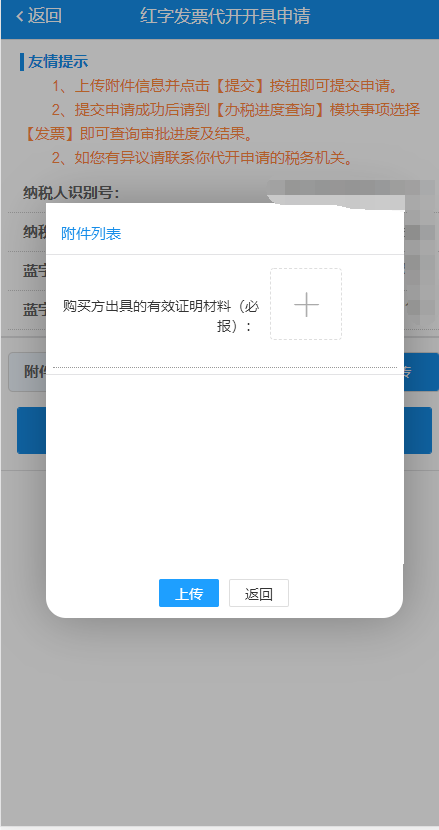 返回
红字发票代开开具申请
友情提示
1、上传附件信息并点击【提交】按钮即可提交申请。
2、提交申请成功后请到【办税进度查询】模块事项选择
【发票】即可查询审批进度及结果。
2、如您有异议请联系你代开申请的税务机关。
纳税人识别号：
附件列表
纳税
蓝字
购买方出具的有效证明材料（必
报）：
蓝字
附件
传
上传
返回